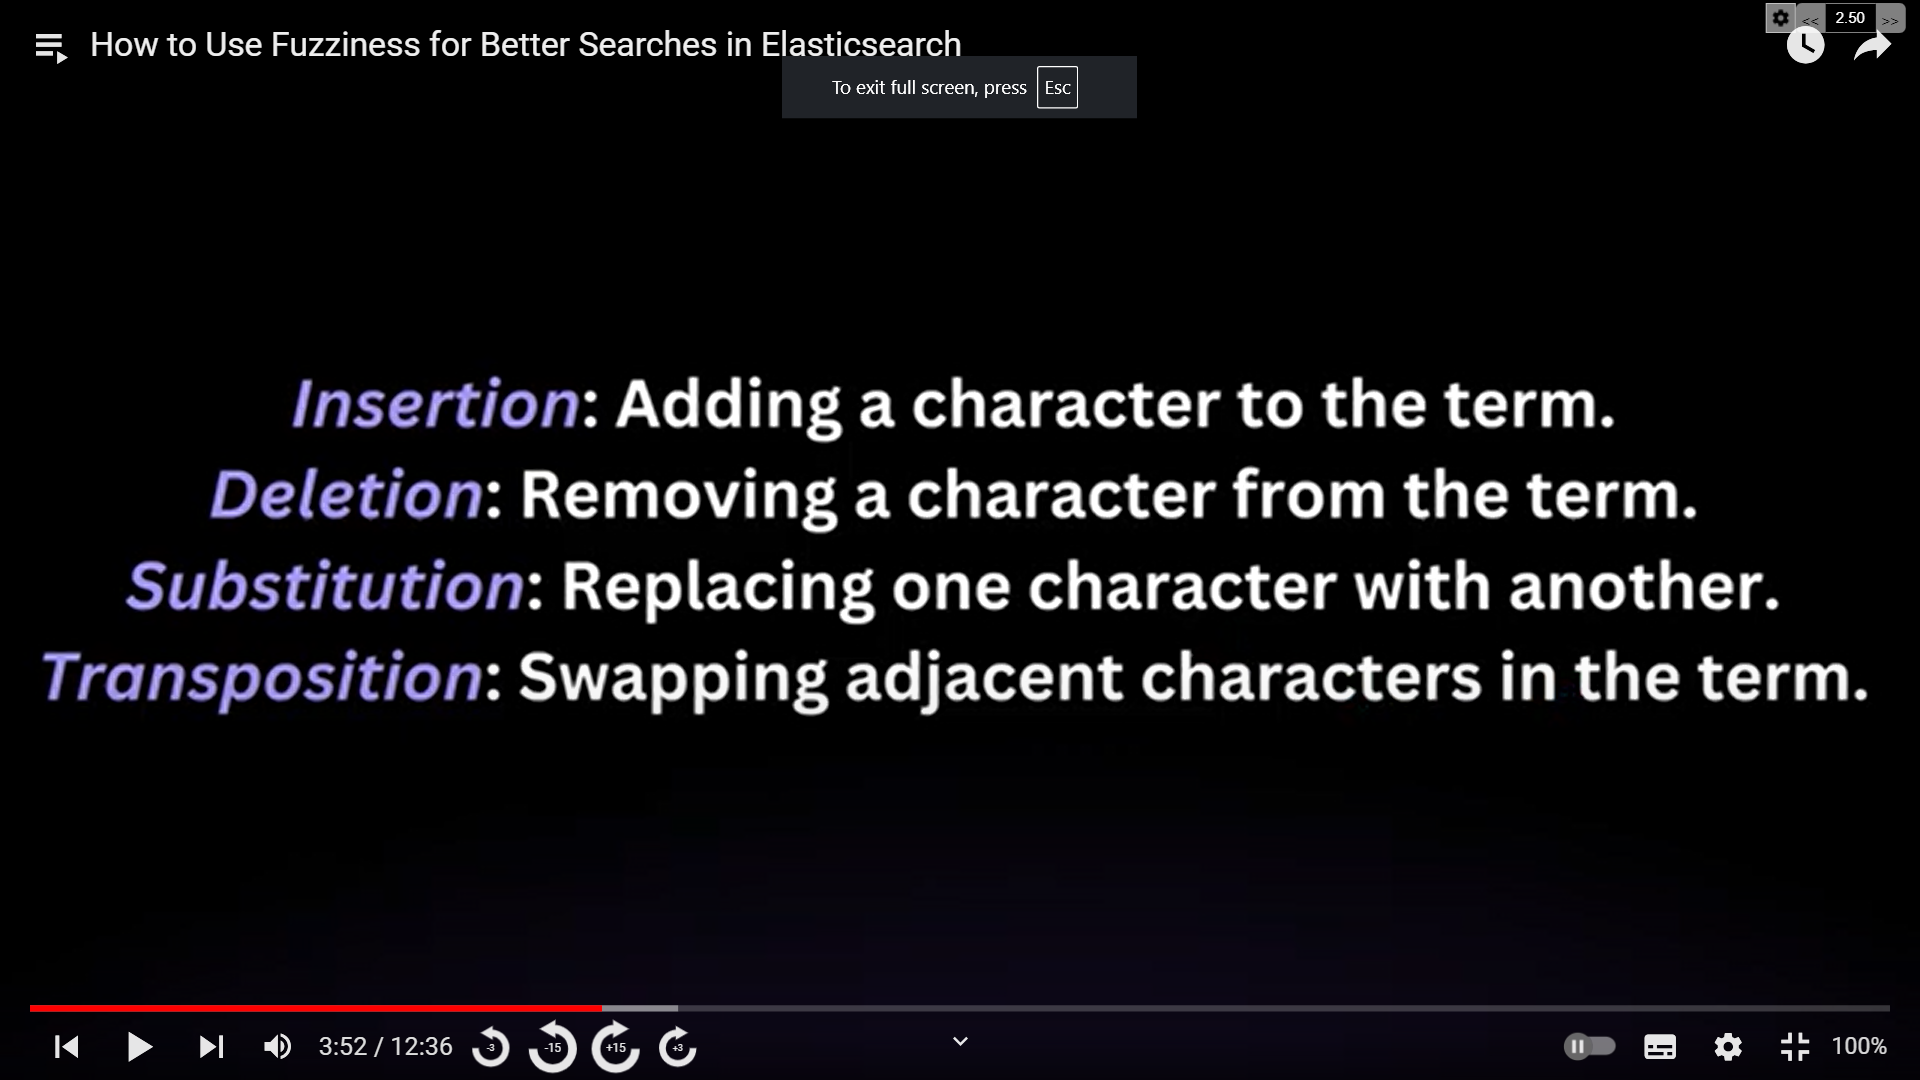 How to Use Fuzziness for Better Searches in Elasticsearch
<< 2.50 >>
To exit full screen, press Esc
Insertion: Adding a character to the term.
Deletion: Removing a character from the term.
Substitution: Replacing one character with another.
Transposition: Swapping adjacent characters in the term.
3:52 / 12:36 -3 -15 +15 +3 100%